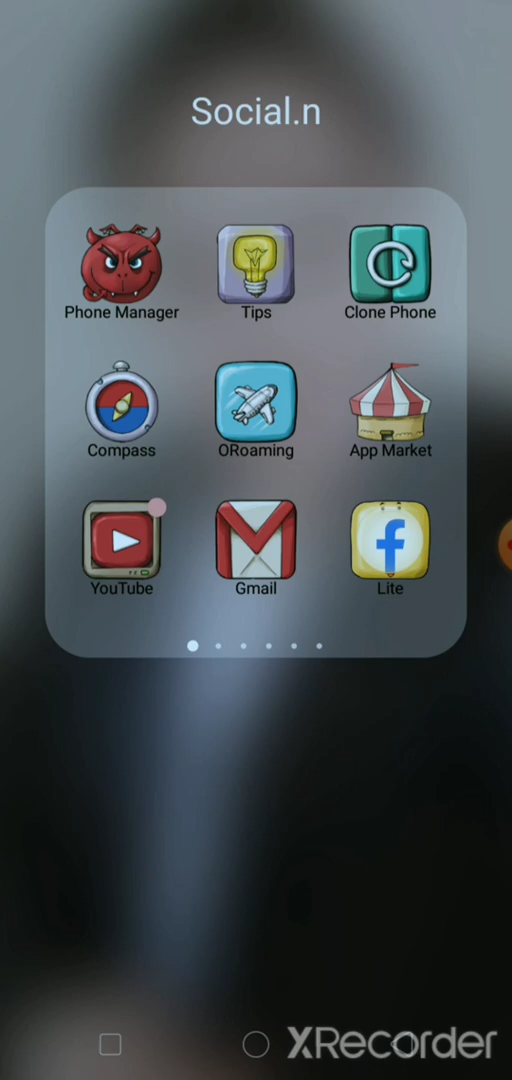 Social.n
Phone Manager
Tips
Clone Phone
Compass
ORoaming
App Market
YouTube
Gmail
Lite
XRecorder